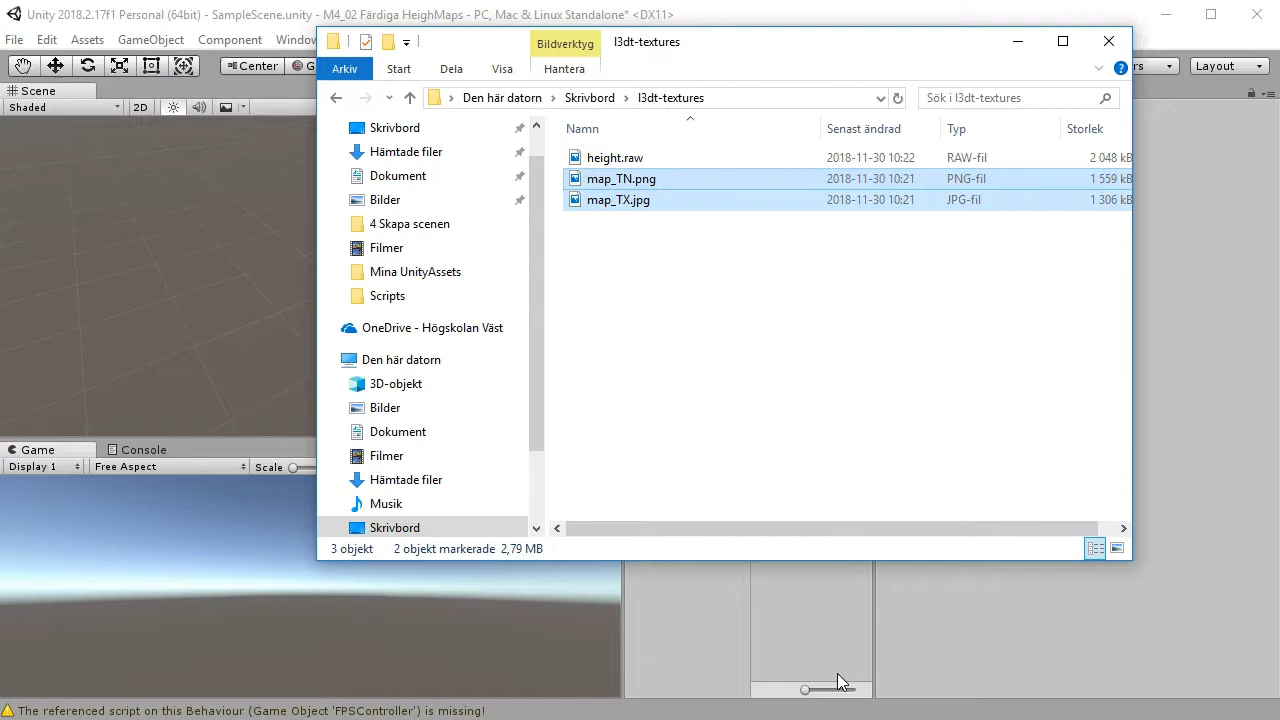 Unity 2018.2.17f1 Personal (64bit) - SampleScene.unity - M4_02 Färdiga HeighMaps - PC, Mac & Linux Standalone* <DX11>
File Edit Assets GameObject Component Window
Center
Layout
Scene
Shaded 2D
Bildverktyg l3dt-textures
Arkiv Start Dela Visa Hantera
Den här datorn Skrivbord l3dt-textures Sök i l3dt-textures
Namn Senast ändrad Typ Storlek
height.raw 2018-11-30 10:22 RAW-fil 2 048 kB
map_TN.png 2018-11-30 10:21 PNG-fil 1 559 kB
map_TX.jpg 2018-11-30 10:21 JPG-fil 1 306 kB
Skrivbord
Hämtade filer
Dokument
Bilder
4 Skapa scenen
Filmer
Mina UnityAssets
Scripts
OneDrive - Högskolan Väst
Den här datorn
3D-objekt
Bilder
Dokument
Filmer
Hämtade filer
Musik
Skrivbord
3 objekt 2 objekt markerade 2,79 MB
Game Console
Display 1 Free Aspect Scale
The referenced script on this Behaviour (Game Object 'FPSController') is missing!